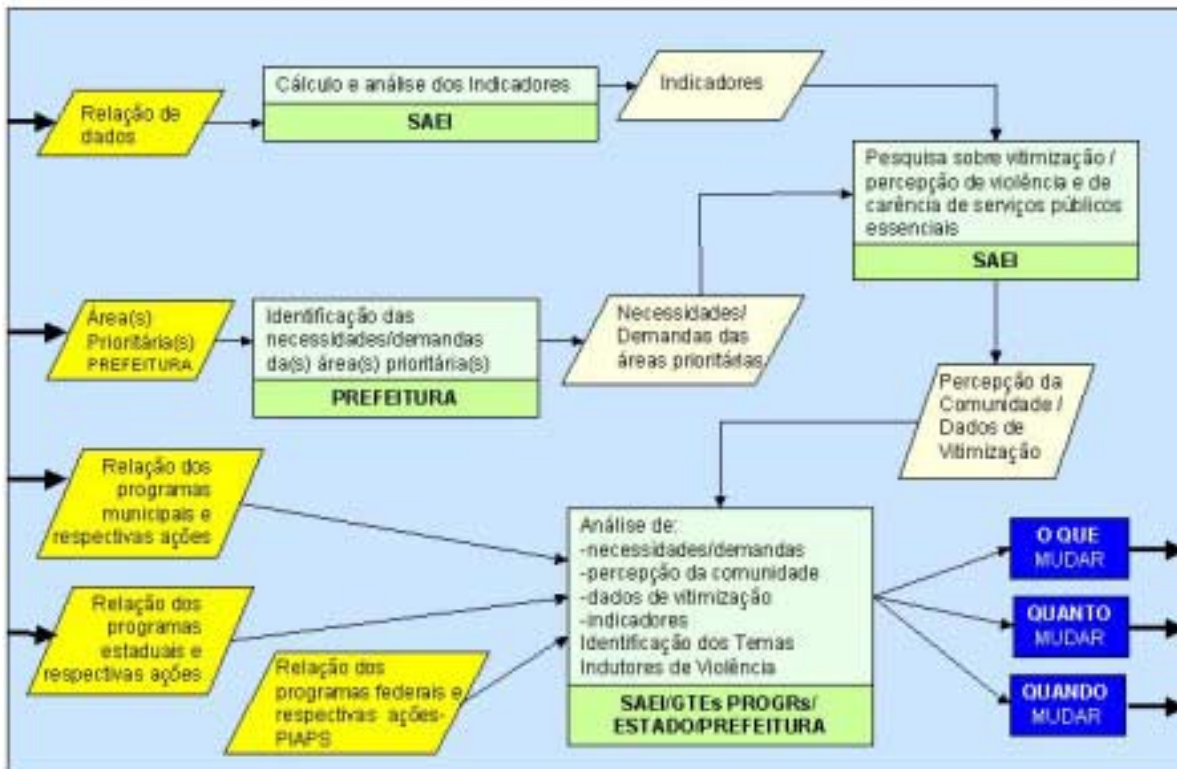 Relação de
dados
Cálculo e análise dos Indicadores
SAEI
Indicadores
Pesquisa sobre vitimização /
percepção de violência e de
carência de serviços públicos
essenciais
SAEI
Área(s)
Prioritária(s)
PREFEITURA
Identificação das
necessidades/demandas
da(s) área(s) prioritária(s)
PREFEITURA
Necessidades/
Demandas das
áreas prioritárias
Percepção da
Comunidade /
Dados de
Vitimização
Relação dos
programas
municipais e
respectivas ações
Relação dos
programas
estaduais e
respectivas ações
Relação dos
programas federais e
respectivas ações-
PIAPS
Análise de:
-necessidades/demandas
-percepção da comunidade
-dados de vitimização
-indicadores
Identificação dos Temas
Indutores de Violência
SAEI/GTEs PROGRs/
ESTADO/PREFEITURA
O QUE
MUDAR
QUANTO
MUDAR
QUANDO
MUDAR